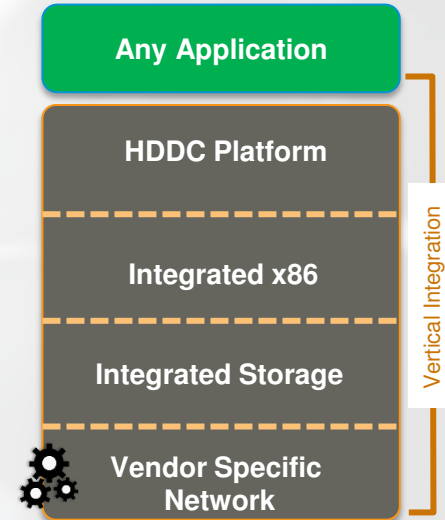 Any Application
HDDC Platform
Integrated x86
Integrated Storage
Vendor Specific
Network
Vertical Integration